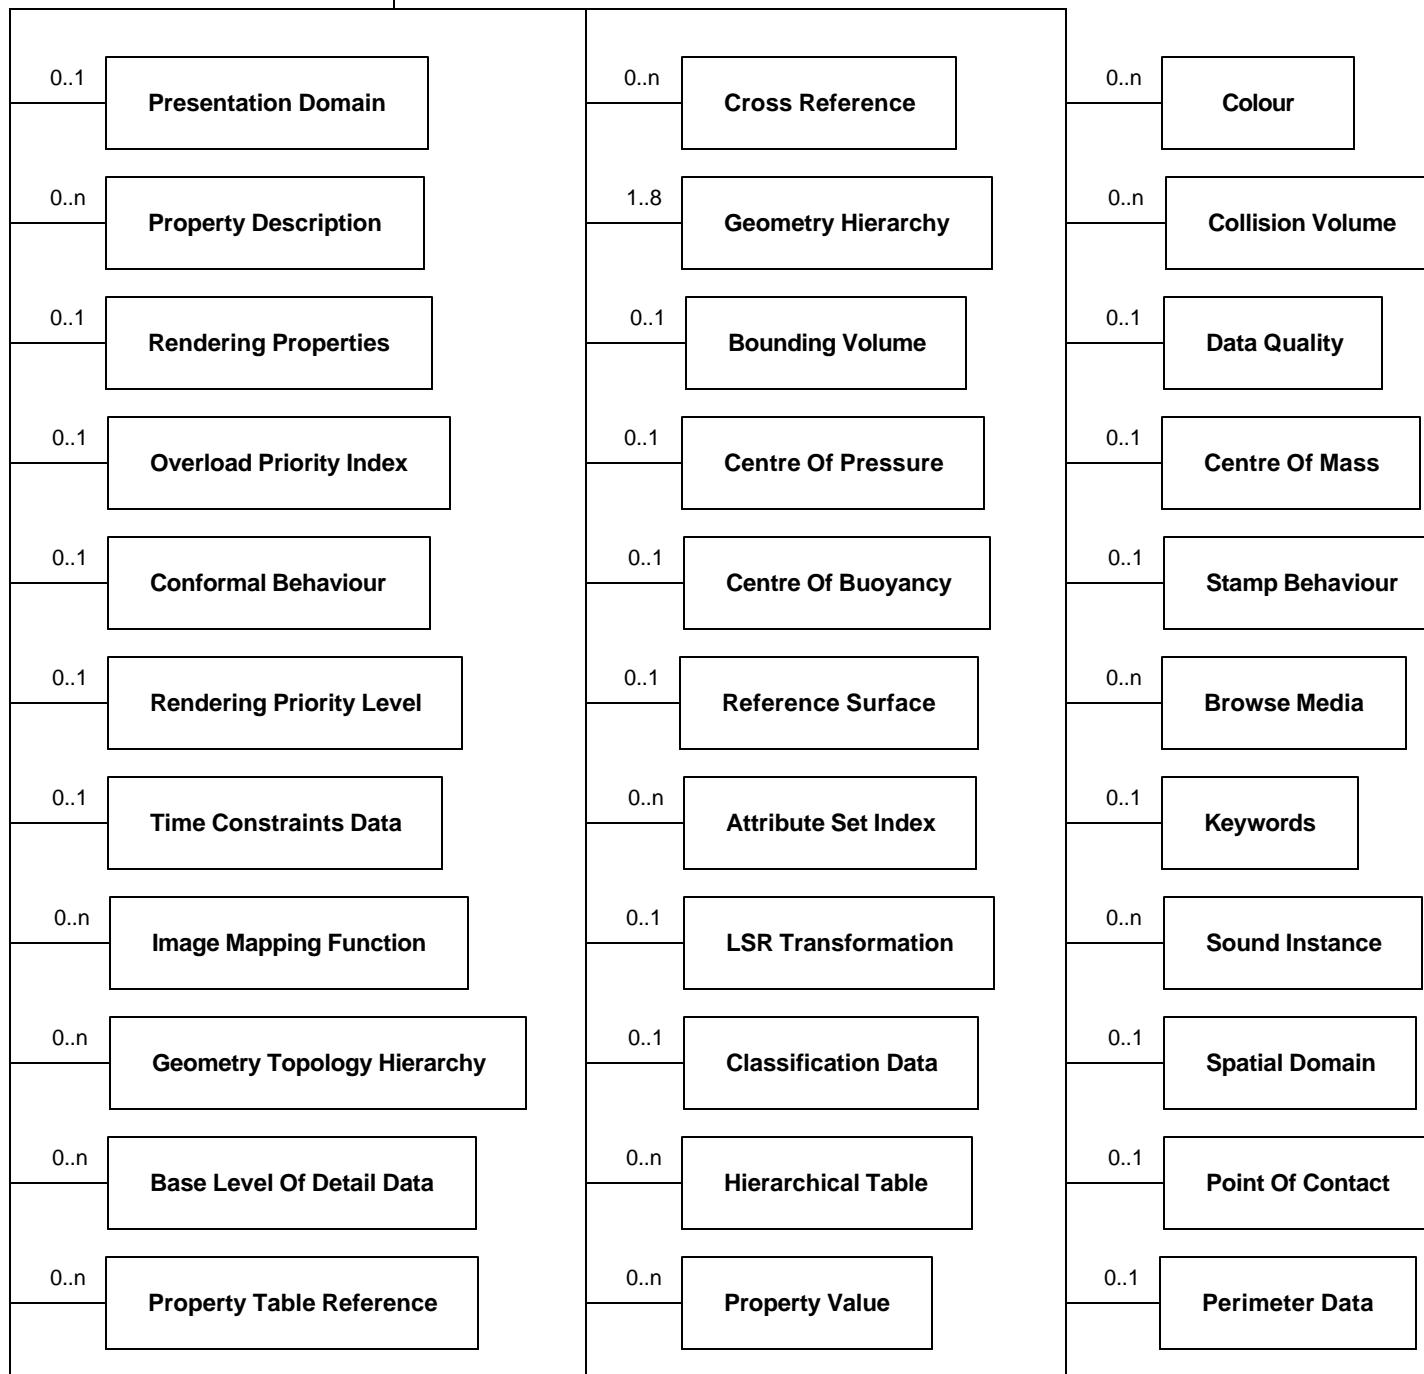 0..1
Presentation Domain
0..n
Cross Reference
0..n
Colour
0..n
Property Description
1..8
Geometry Hierarchy
0..n
Collision Volume
0..1
Rendering Properties
0..1
Bounding Volume
0..1
Data Quality
0..1
Overload Priority Index
0..1
Centre Of Pressure
0..1
Centre Of Mass
0..1
Conformal Behaviour
0..1
Centre Of Buoyancy
0..1
Stamp Behaviour
0..1
Rendering Priority Level
0..1
Reference Surface
0..n
Browse Media
0..1
Time Constraints Data
0..n
Attribute Set Index
0..1
Keywords
0..n
Image Mapping Function
0..1
LSR Transformation
0..n
Sound Instance
0..n
Geometry Topology Hierarchy
0..1
Classification Data
0..1
Spatial Domain
0..n
Base Level Of Detail Data
0..n
Hierarchical Table
0..1
Point Of Contact
0..n
Property Table Reference
0..n
Property Value
0..1
Perimeter Data